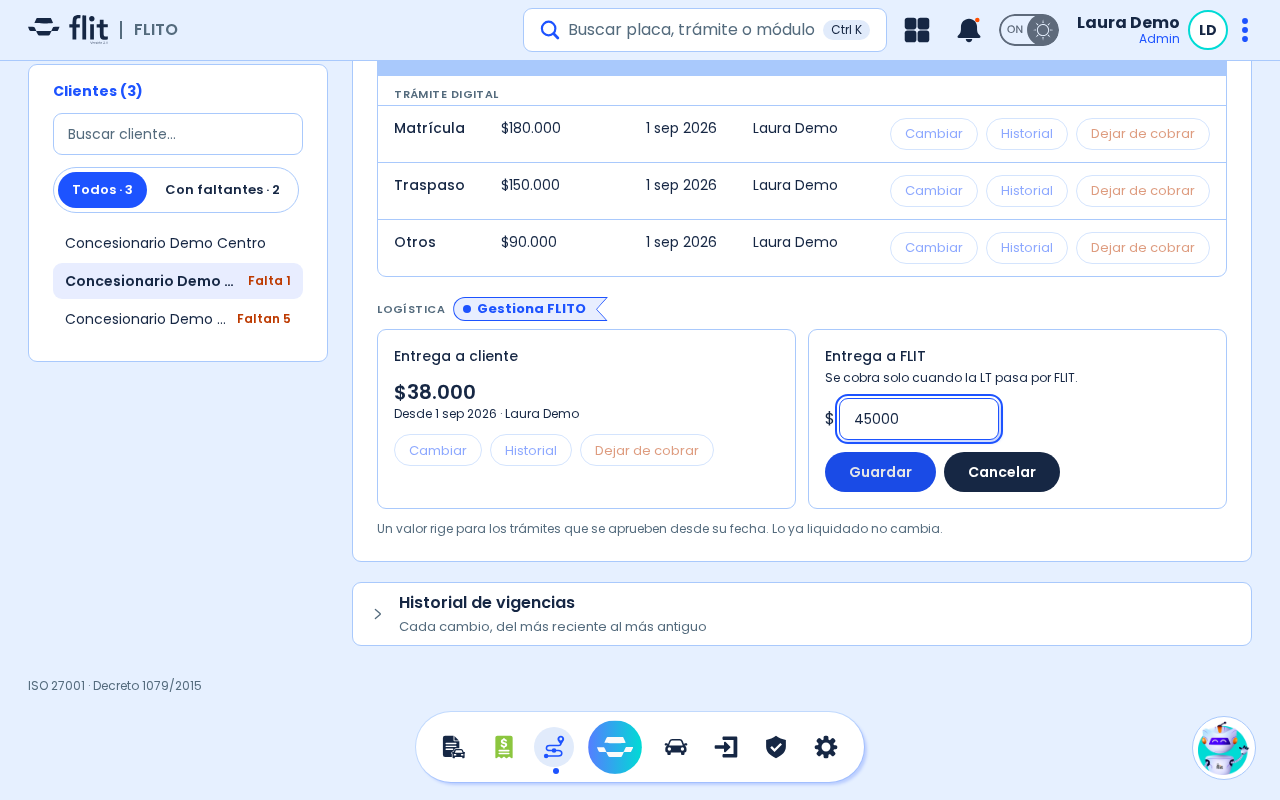 flit
FLITO
Buscar placa, trámite o módulo
Ctrl K
ON
Laura Demo
Admin
LD
Clientes (3)
Buscar cliente...
Todos · 3
Con faltantes · 2
Concesionario Demo Centro
Concesionario Demo ...
Falta 1
Concesionario Demo ...
Faltan 5
TRÁMITE DIGITAL
Matrícula $180.000 1 sep 2026 Laura Demo Cambiar Historial Dejar de cobrar
Traspaso $150.000 1 sep 2026 Laura Demo Cambiar Historial Dejar de cobrar
Otros $90.000 1 sep 2026 Laura Demo Cambiar Historial Dejar de cobrar
LOGÍSTICA
Gestiona FLITO
Entrega a cliente
$38.000
Desde 1 sep 2026 · Laura Demo
Cambiar Historial Dejar de cobrar
Entrega a FLIT
Se cobra solo cuando la LT pasa por FLIT.
$ 45000
Guardar Cancelar
Un valor rige para los trámites que se aprueben desde su fecha. Lo ya liquidado no cambia.
Historial de vigencias
Cada cambio, del más reciente al más antiguo
ISO 27001 · Decreto 1079/2015